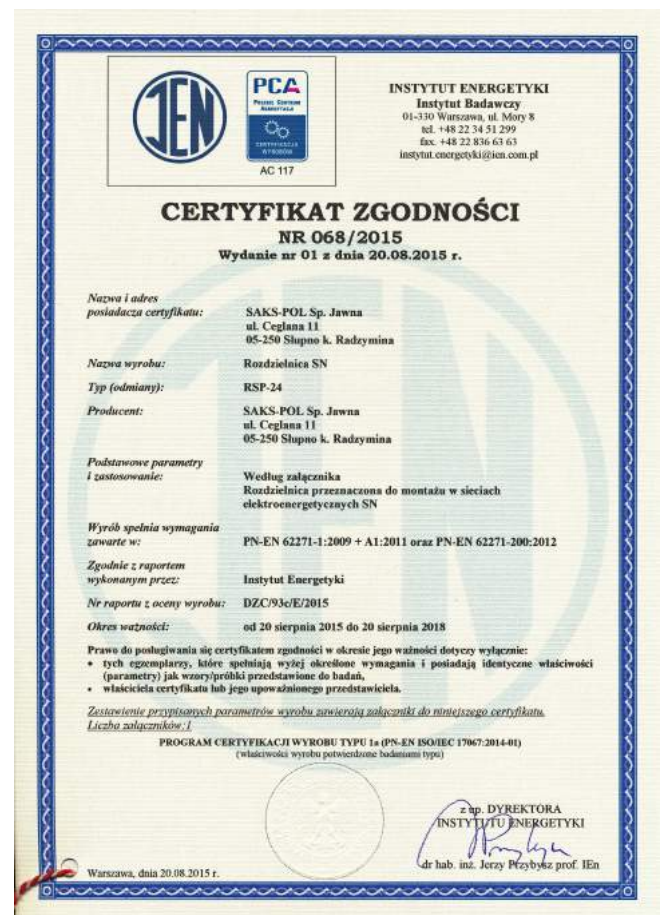 IEN
PCA
POLSKIE CENTRUM
AKREDYTACJI
CERTYFIKACJA
WYROBÓW
AC 117
INSTYTUT ENERGETYKI
Instytut Badawczy
01-330 Warszawa, ul. Mory 8
tel. +48 22 34 51 299
fax. +48 22 836 63 63
instytut.energetyki@ien.com.pl
CERTYFIKAT ZGODNOŚCI
NR 068/2015
Wydanie nr 01 z dnia 20.08.2015 r.
Nazwa i adres
posiadacza certyfikatu: SAKS-POL Sp. Jawna
ul. Ceglana 11
05-250 Słupno k. Radzymina
Nazwa wyrobu: Rozdzielnica SN
Typ (odmiany): RSP-24
Producent: SAKS-POL Sp. Jawna
ul. Ceglana 11
05-250 Słupno k. Radzymina
Podstawowe parametry
i zastosowanie: Według załącznika
Rozdzielnica przeznaczona do montażu w sieciach
elektroenergetycznych SN
Wyrób spełnia wymagania
zawarte w: PN-EN 62271-1:2009 + A1:2011 oraz PN-EN 62271-200:2012
Zgodnie z raportem
wykonanym przez: Instytut Energetyki
Nr raportu z oceny wyrobu: DZC/93c/E/2015
Okres ważności: od 20 sierpnia 2015 do 20 sierpnia 2018
Prawo do posługiwania się certyfikatem zgodności w okresie jego ważności dotyczy wyłącznie:
• tych egzemplarzy, które spełniają wyżej określone wymagania i posiadają identyczne właściwości
(parametry) jak wzory/próbki przedstawione do badań,
• właściciela certyfikatu lub jego upoważnionego przedstawiciela.
Zestawienie przypisanych parametrów wyrobu zawierają załączniki do niniejszego certyfikatu.
Liczba załączników:1
PROGRAM CERTYFIKACJI WYROBU TYPU 1a (PN-EN ISO/IEC 17067:2014-01)
(właściwości wyrobu potwierdzone badaniami typu)
z up. DYREKTORA
INSTYTUTU ENERGETYKI
dr hab. inż. Jerzy Przybysz prof. IEn
Warszawa, dnia 20.08.2015 r.